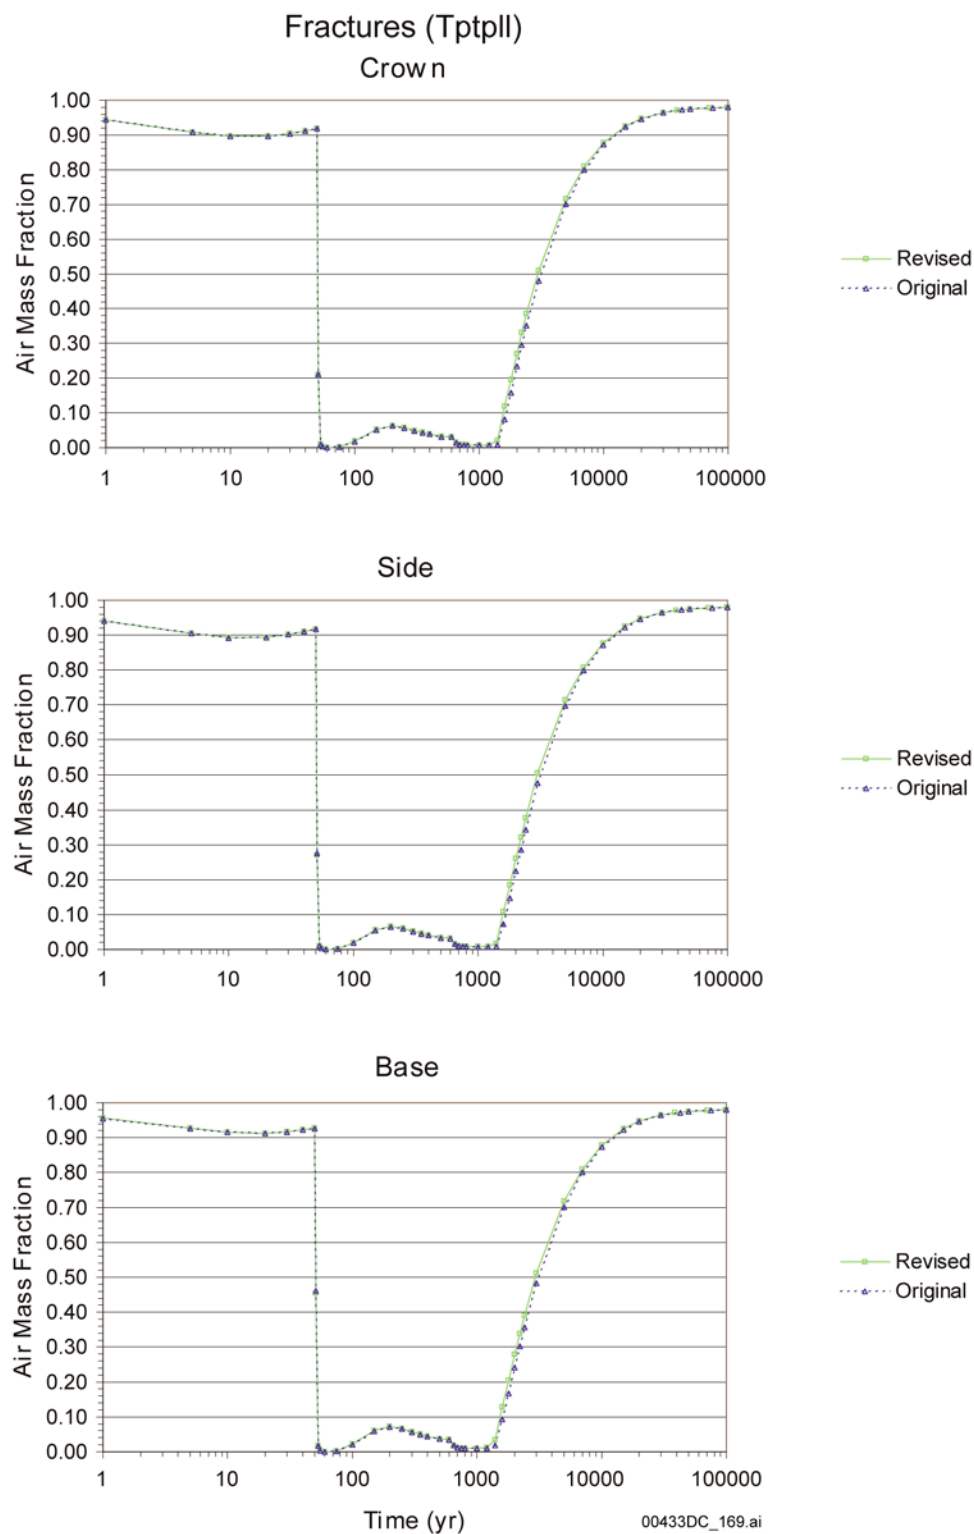 Fractures (Tptpll)
Crown
1.00
0.90
0.80
0.70
0.60
0.50
0.40
0.30
0.20
0.10
0.00
Air Mass Fraction
1 10 100 1000 10000 100000
Revised
Original
Side
1.00
0.90
0.80
0.70
0.60
0.50
0.40
0.30
0.20
0.10
0.00
Air Mass Fraction
1 10 100 1000 10000 100000
Revised
Original
Base
1.00
0.90
0.80
0.70
0.60
0.50
0.40
0.30
0.20
0.10
0.00
Air Mass Fraction
1 10 100 1000 10000 100000
Revised
Original
Time (yr)
00433DC_169.ai